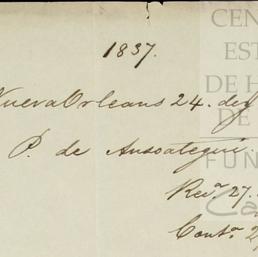 CEN
EST
DE H
DE
FUN
1837.
Nueva Orleans 24. de
P. de Ansoategui.
Rec.ª 27.
Cont.ª 2